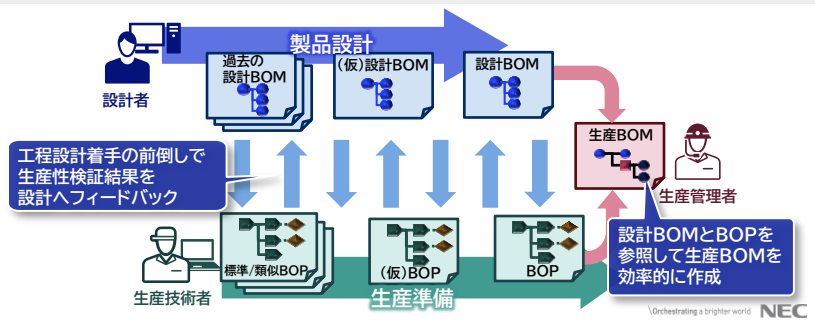 製品設計
設計者
過去の
設計BOM
(仮)設計BOM
設計BOM
工程設計着手の前倒しで
生産性検証結果を
設計へフィードバック
生産BOM
生産管理者
設計BOMとBOPを
参照して生産BOMを
効率的に作成
標準/類似BOP
(仮)BOP
BOP
生産技術者
生産準備
\Orchestrating a brighter world
NEC